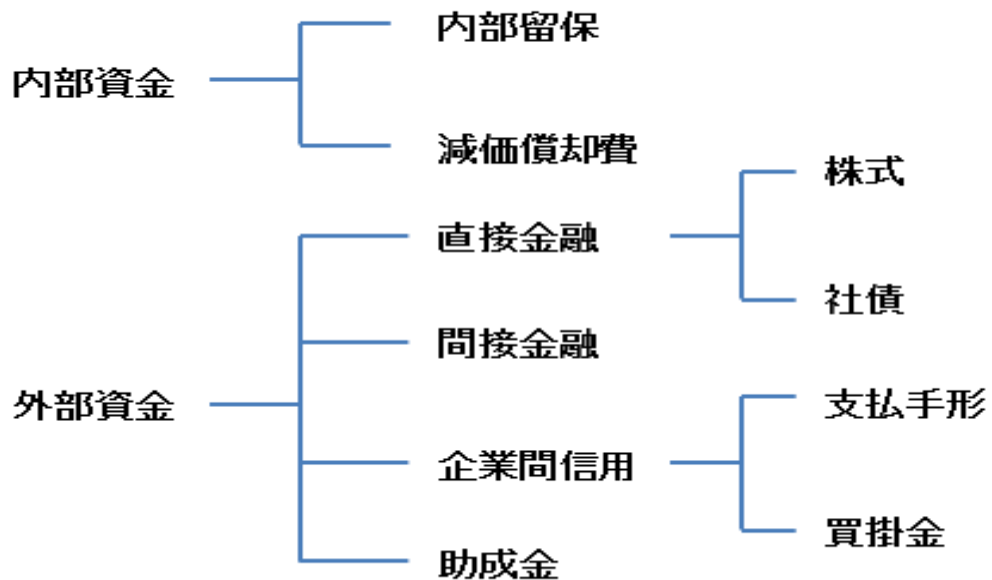 内部資金
内部留保
減価償却費
外部資金
直接金融
株式
社債
間接金融
企業間信用
支払手形
買掛金
助成金